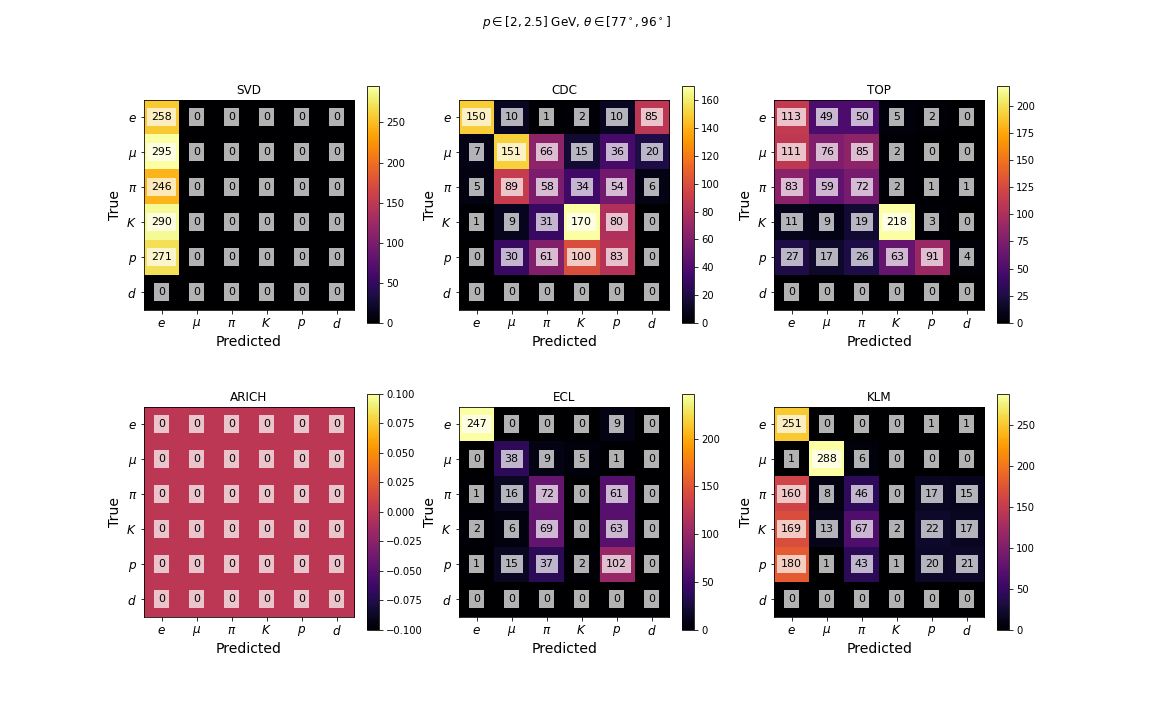 p ∈ [2, 2.5] GeV, θ ∈ [77°, 96°]
SVD
e 258 0 0 0 0 0
μ 295 0 0 0 0 0
π 246 0 0 0 0 0
K 290 0 0 0 0 0
p 271 0 0 0 0 0
d 0 0 0 0 0 0
e μ π K p d
Predicted
True
250
200
150
100
50
0
CDC
e 150 10 1 2 10 85
μ 7 151 66 15 36 20
π 5 89 58 34 54 6
K 1 9 31 170 80 0
p 0 30 61 100 83 0
d 0 0 0 0 0 0
e μ π K p d
Predicted
True
160
140
120
100
80
60
40
20
0
TOP
e 113 49 50 5 2 0
μ 111 76 85 2 0 0
π 83 59 72 2 1 1
K 11 9 19 218 3 0
p 27 17 26 63 91 4
d 0 0 0 0 0 0
e μ π K p d
Predicted
True
200
175
150
125
100
75
50
25
0
ARICH
e 0 0 0 0 0 0
μ 0 0 0 0 0 0
π 0 0 0 0 0 0
K 0 0 0 0 0 0
p 0 0 0 0 0 0
d 0 0 0 0 0 0
e μ π K p d
Predicted
True
0.100
0.075
0.050
0.025
0.000
−0.025
−0.050
−0.075
−0.100
ECL
e 247 0 0 0 9 0
μ 0 38 9 5 1 0
π 1 16 72 0 61 0
K 2 6 69 0 63 0
p 1 15 37 2 102 0
d 0 0 0 0 0 0
e μ π K p d
Predicted
True
200
150
100
50
0
KLM
e 251 0 0 0 1 1
μ 1 288 6 0 0 0
π 160 8 46 0 17 15
K 169 13 67 2 22 17
p 180 1 43 1 20 21
d 0 0 0 0 0 0
e μ π K p d
Predicted
True
250
200
150
100
50
0